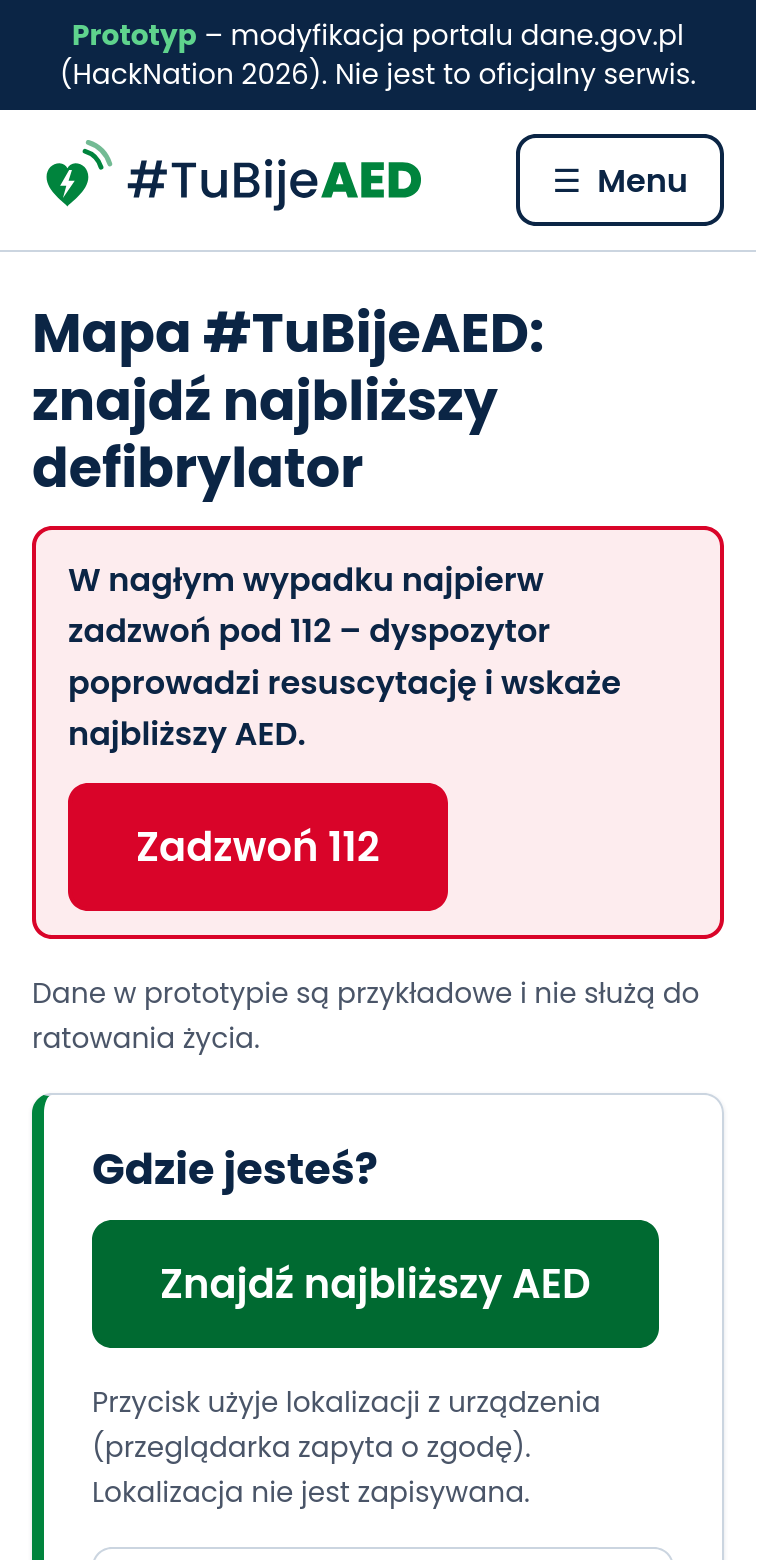 Prototyp – modyfikacja portalu dane.gov.pl
(HackNation 2026). Nie jest to oficjalny serwis.
#TuBijeAED
☰ Menu
Mapa #TuBijeAED:
znajdź najbliższy
defibrylator
W nagłym wypadku najpierw
zadzwoń pod 112 – dyspozytor
poprowadzi resuscytację i wskaże
najbliższy AED.
Zadzwoń 112
Dane w prototypie są przykładowe i nie służą do
ratowania życia.
Gdzie jesteś?
Znajdź najbliższy AED
Przycisk użyje lokalizacji z urządzenia
(przeglądarka zapyta o zgodę).
Lokalizacja nie jest zapisywana.